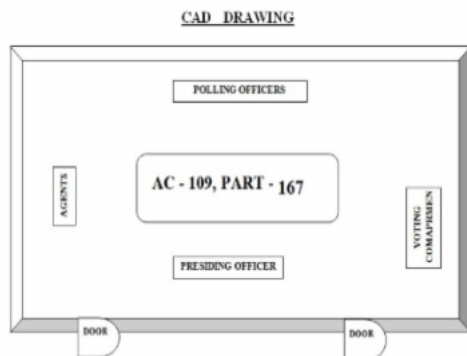 CAD DRAWING
POLLING OFFICERS
AGENTS
AC - 109, PART - 167
VOTING
COMAPRMEN
PRESIDING OFFICER
DOOR
DOOR